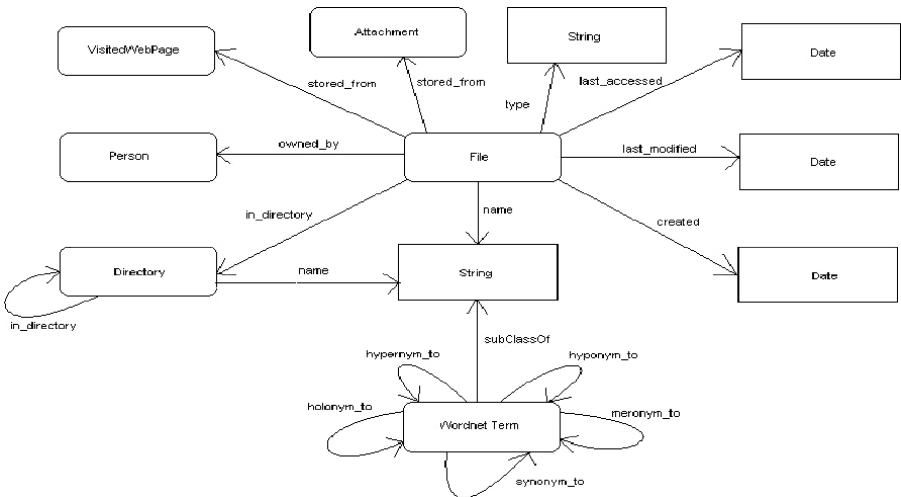 Attachment
String
VisitedWebPage
Date
stored_from
stored_from
last_accessed
type
Person
owned_by
File
last_modified
Date
in_directory
name
created
Directory
name
String
Date
in_directory
subClassOf
hypernym_to
hyponym_to
holonym_to
meronym_to
Wordnet Term
synonym_to